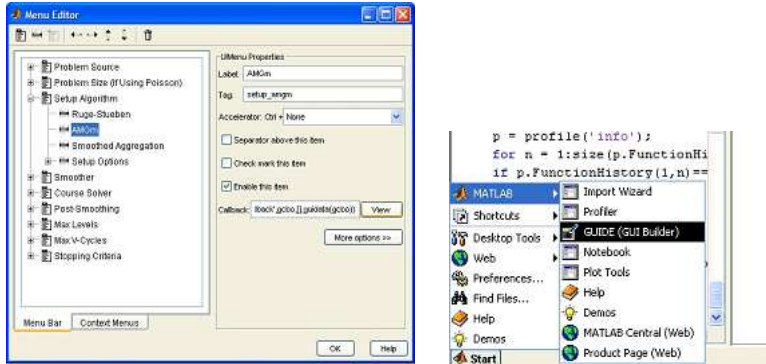 Menu Editor
Problem Source
Problem Size (If Using Poisson)
Setup Algorithm
Ruge-Stueben
AMGm
Smoothed Aggregation
Setup Options
Smoother
Course Solver
Post-Smoothing
Max Levels
Max V-Cycles
Stopping Criteria
Menu Bar
Context Menus
UIMenu Properties
Label: AMGm
Tag: setup_amgm
Accelerator: Ctrl + None
Separator above this item
Check mark this item
Enable this item
Callback: lback',gcbo,[],guidata(gcbo)) View
More options >>
OK Help
p = profile('info');
for n = 1:size(p.FunctionHi
if p.FunctionHistory(1,n)==
MATLAB
Shortcuts
Desktop Tools
Web
Preferences...
Find Files...
Help
Demos
Start
Import Wizard
Profiler
GUIDE (GUI Builder)
Notebook
Plot Tools
Help
Demos
MATLAB Central (Web)
Product Page (Web)